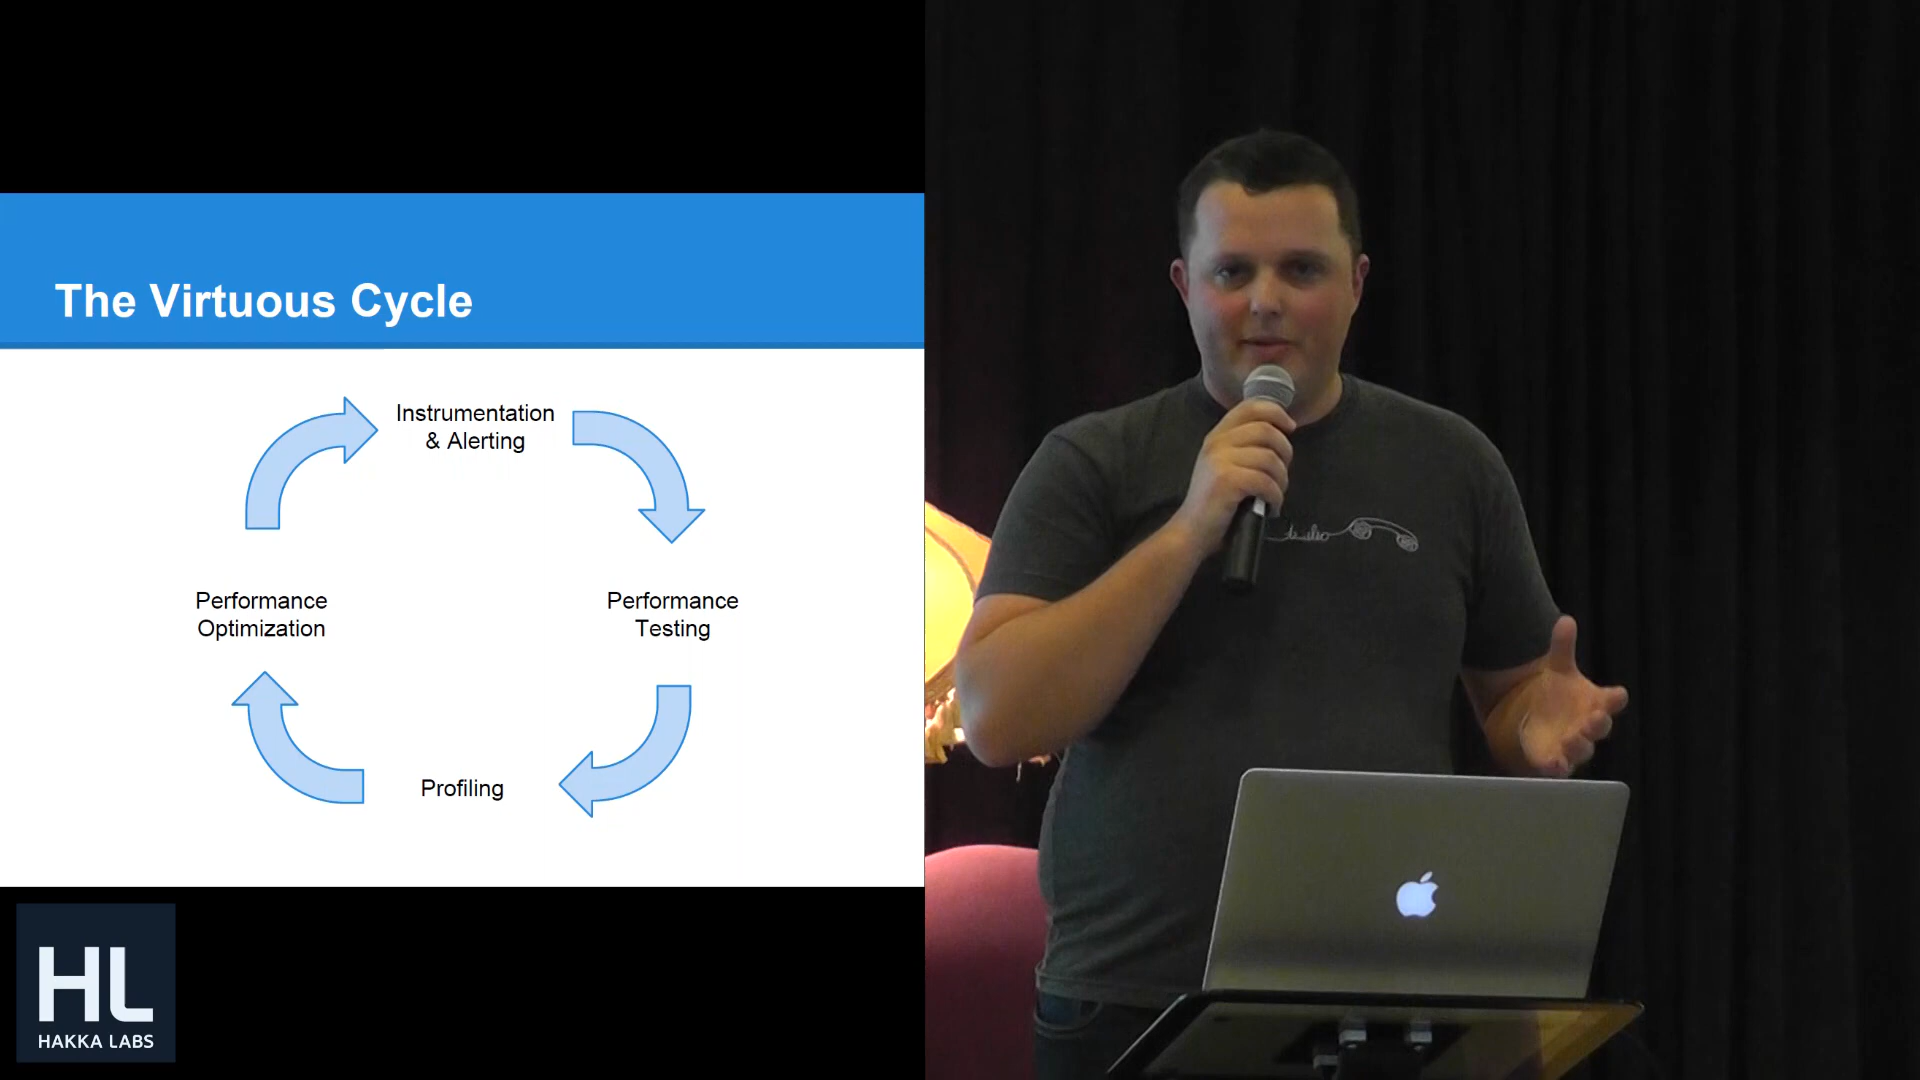 The Virtuous Cycle
Instrumentation
& Alerting
Performance
Optimization
Performance
Testing
Profiling
HL
HAKKA LABS